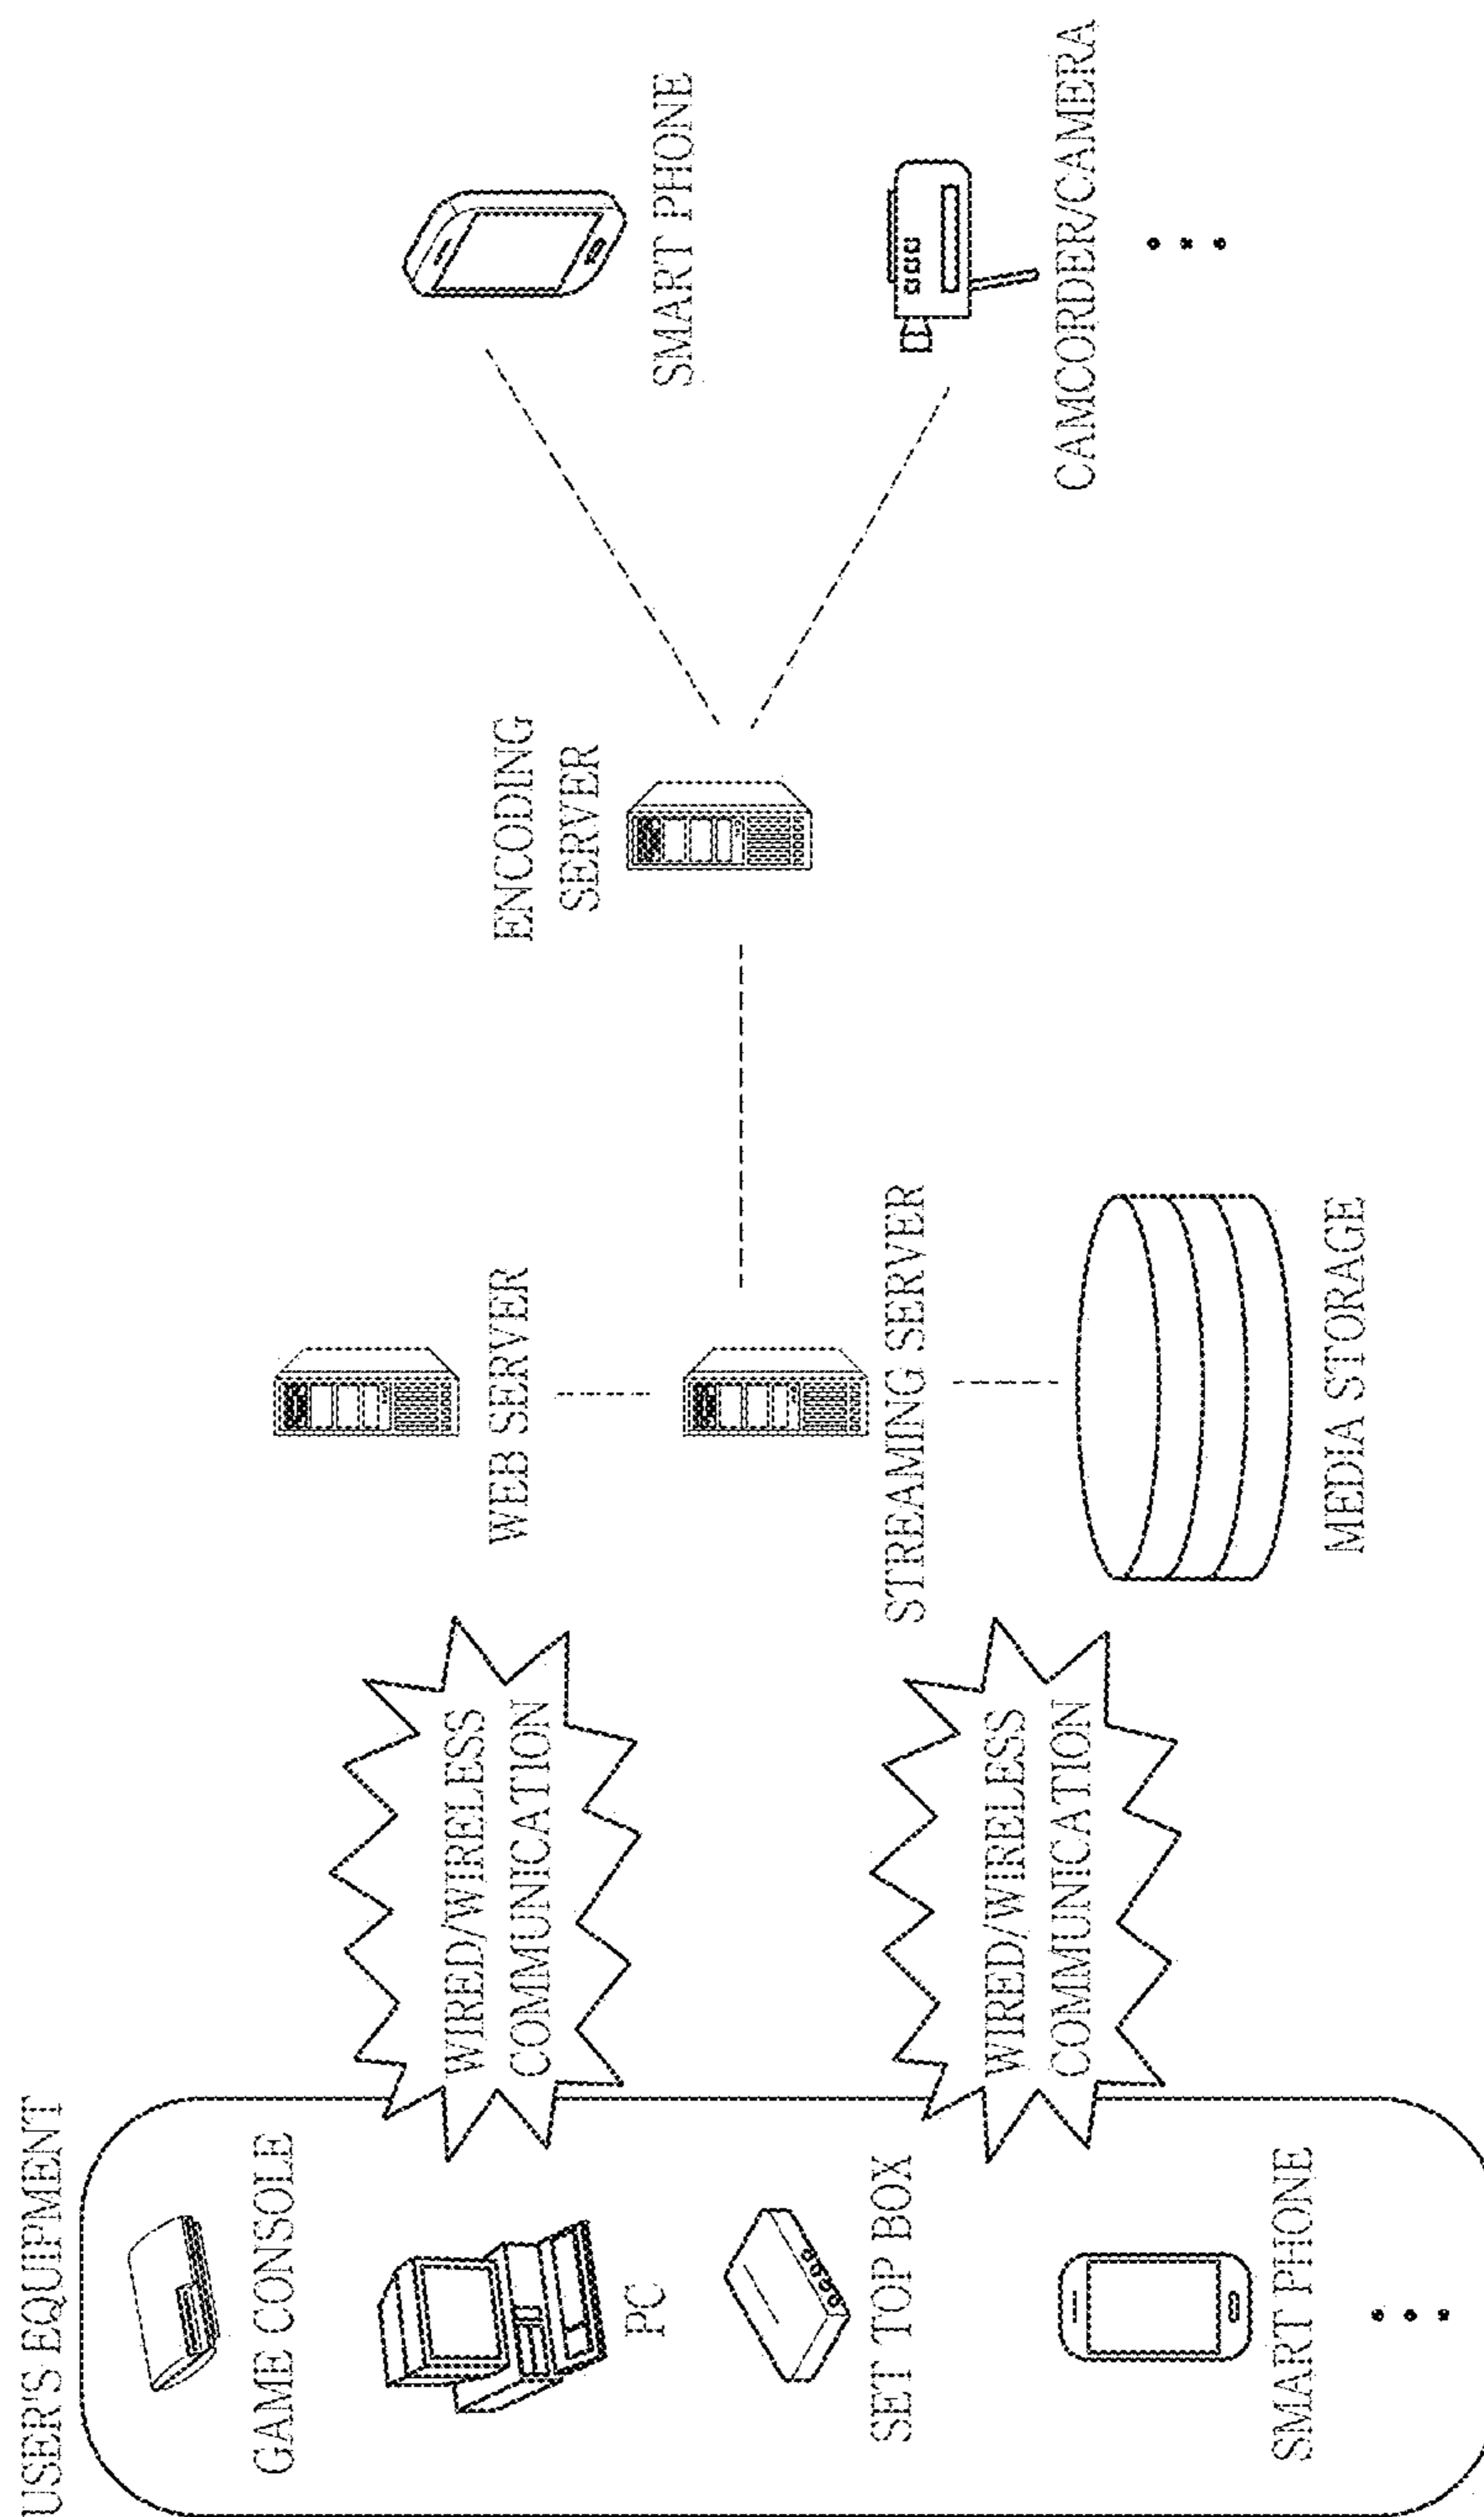 USER'S EQUIPMENT
GAME CONSOLE
PC
SET TOP BOX
SMART PHONE
WIRED/WIRELESS
COMMUNICATION
WIRED/WIRELESS
COMMUNICATION
WEB SERVER
STREAMING SERVER
MEDIA STORAGE
ENCODING
SERVER
SMART PHONE
CAMCORDER/CAMERA